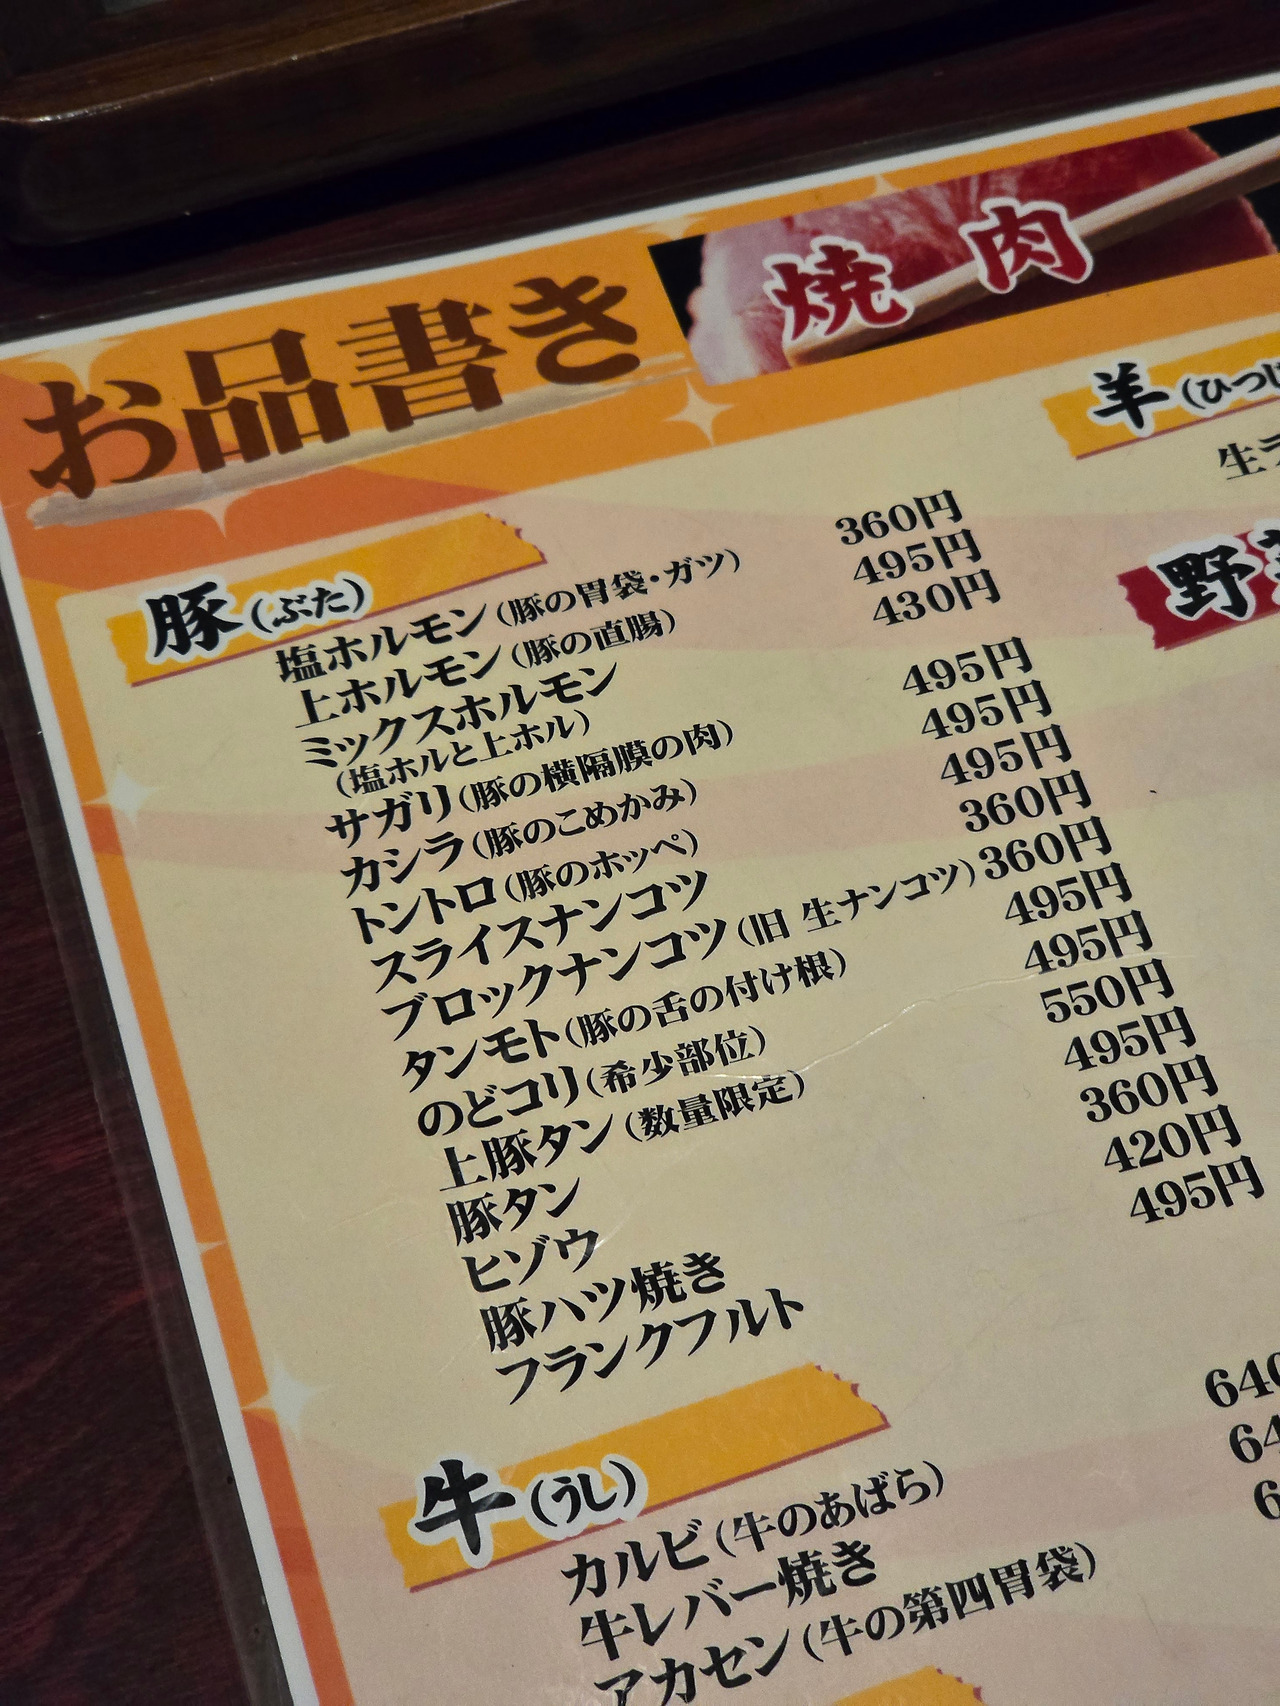 お品書き
焼 肉
豚(ぶた)
塩ホルモン(豚の胃袋・ガツ) 360円
上ホルモン(豚の直腸) 495円
ミックスホルモン 430円
(塩ホルと上ホル)
サガリ(豚の横隔膜の肉) 495円
カシラ(豚のこめかみ) 495円
トントロ(豚のホッペ) 495円
スライスナンコツ 360円
ブロックナンコツ(旧 生ナンコツ) 360円
タンモト(豚の舌の付け根) 495円
のどコリ(希少部位) 495円
上豚タン(数量限定) 550円
豚タン 495円
ヒゾウ 360円
豚ハツ焼き 420円
フランクフルト 495円
牛(うし)
カルビ(牛のあばら) 640
牛レバー焼き 64
アカセン(牛の第四胃袋) 6
羊(ひつじ
生ラ
野菜